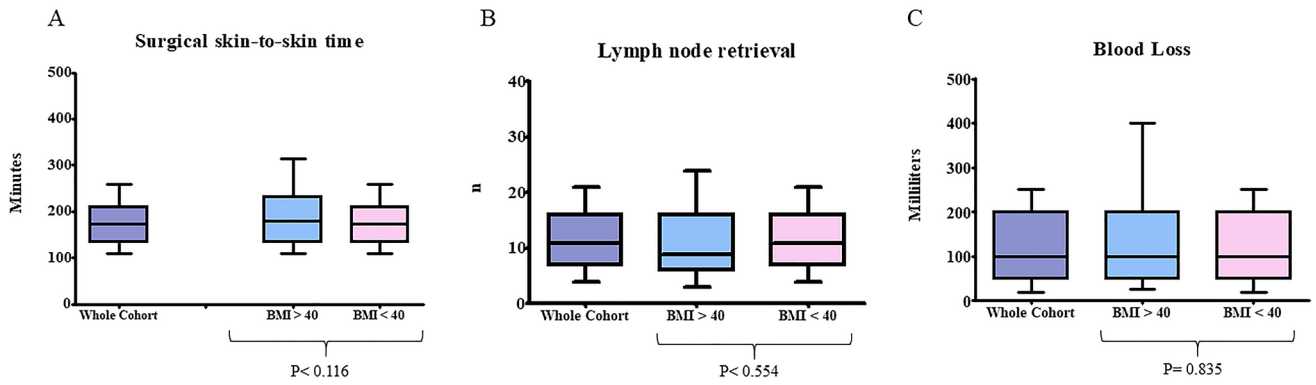 A
Surgical skin-to-skin time
500
400
300
200
100
0
Minutes
Whole Cohort
BMI > 40
BMI < 40
P< 0.116
B
Lymph node retrieval
40
30
20
10
0
n
Whole Cohort
BMI > 40
BMI < 40
P< 0.554
C
Blood Loss
500
400
300
200
100
0
Milliliters
Whole Cohort
BMI > 40
BMI < 40
P= 0.835